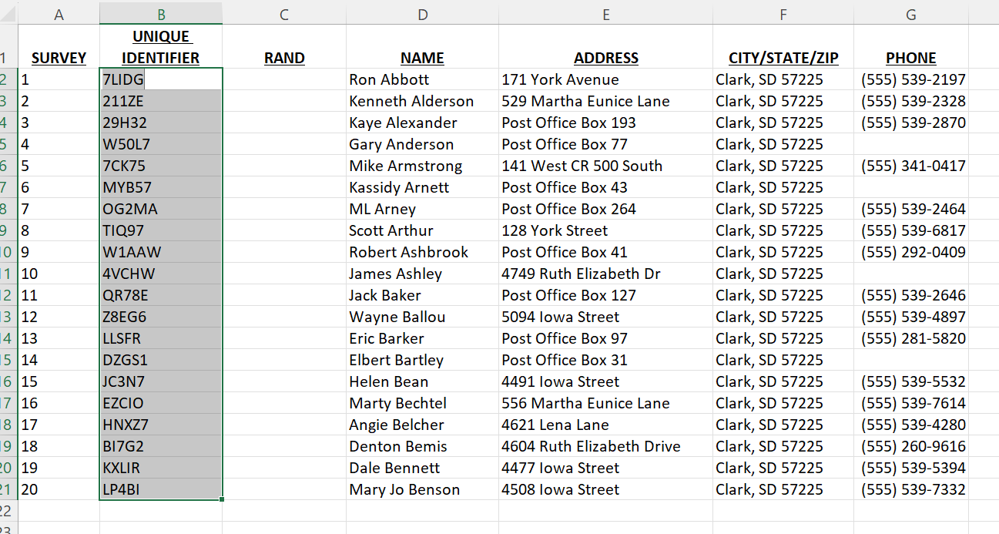 A B C D E F G
UNIQUE
1 SURVEY IDENTIFIER RAND NAME ADDRESS CITY/STATE/ZIP PHONE
2 1 7LIDG Ron Abbott 171 York Avenue Clark, SD 57225 (555) 539-2197
3 2 211ZE Kenneth Alderson 529 Martha Eunice Lane Clark, SD 57225 (555) 539-2328
4 3 29H32 Kaye Alexander Post Office Box 193 Clark, SD 57225 (555) 539-2870
5 4 W50L7 Gary Anderson Post Office Box 77 Clark, SD 57225
6 5 7CK75 Mike Armstrong 141 West CR 500 South Clark, SD 57225 (555) 341-0417
7 6 MYB57 Kassidy Arnett Post Office Box 43 Clark, SD 57225
8 7 OG2MA ML Arney Post Office Box 264 Clark, SD 57225 (555) 539-2464
9 8 TIQ97 Scott Arthur 128 York Street Clark, SD 57225 (555) 539-6817
10 9 W1AAW Robert Ashbrook Post Office Box 41 Clark, SD 57225 (555) 292-0409
11 10 4VCHW James Ashley 4749 Ruth Elizabeth Dr Clark, SD 57225
12 11 QR78E Jack Baker Post Office Box 127 Clark, SD 57225 (555) 539-2646
13 12 Z8EG6 Wayne Ballou 5094 Iowa Street Clark, SD 57225 (555) 539-4897
14 13 LLSFR Eric Barker Post Office Box 97 Clark, SD 57225 (555) 281-5820
15 14 DZGS1 Elbert Bartley Post Office Box 31 Clark, SD 57225
16 15 JC3N7 Helen Bean 4491 Iowa Street Clark, SD 57225 (555) 539-5532
17 16 EZCIO Marty Bechtel 556 Martha Eunice Lane Clark, SD 57225 (555) 539-7614
18 17 HNXZ7 Angie Belcher 4621 Lena Lane Clark, SD 57225 (555) 539-4280
19 18 BI7G2 Denton Bemis 4604 Ruth Elizabeth Drive Clark, SD 57225 (555) 260-9616
20 19 KXLIR Dale Bennett 4477 Iowa Street Clark, SD 57225 (555) 539-5394
21 20 LP4BI Mary Jo Benson 4508 Iowa Street Clark, SD 57225 (555) 539-7332
22
23